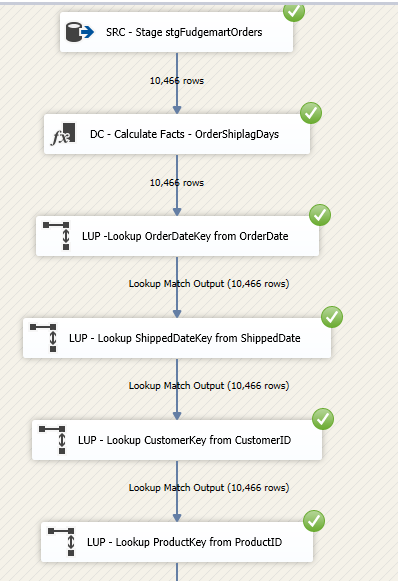 SRC - Stage stgFudgemartOrders
10,466 rows
fx
DC - Calculate Facts - OrderShiplagDays
10,466 rows
LUP -Lookup OrderDateKey from OrderDate
Lookup Match Output (10,466 rows)
LUP - Lookup ShippedDateKey from ShippedDate
Lookup Match Output (10,466 rows)
LUP - Lookup CustomerKey from CustomerID
Lookup Match Output (10,466 rows)
LUP - Lookup ProductKey from ProductID